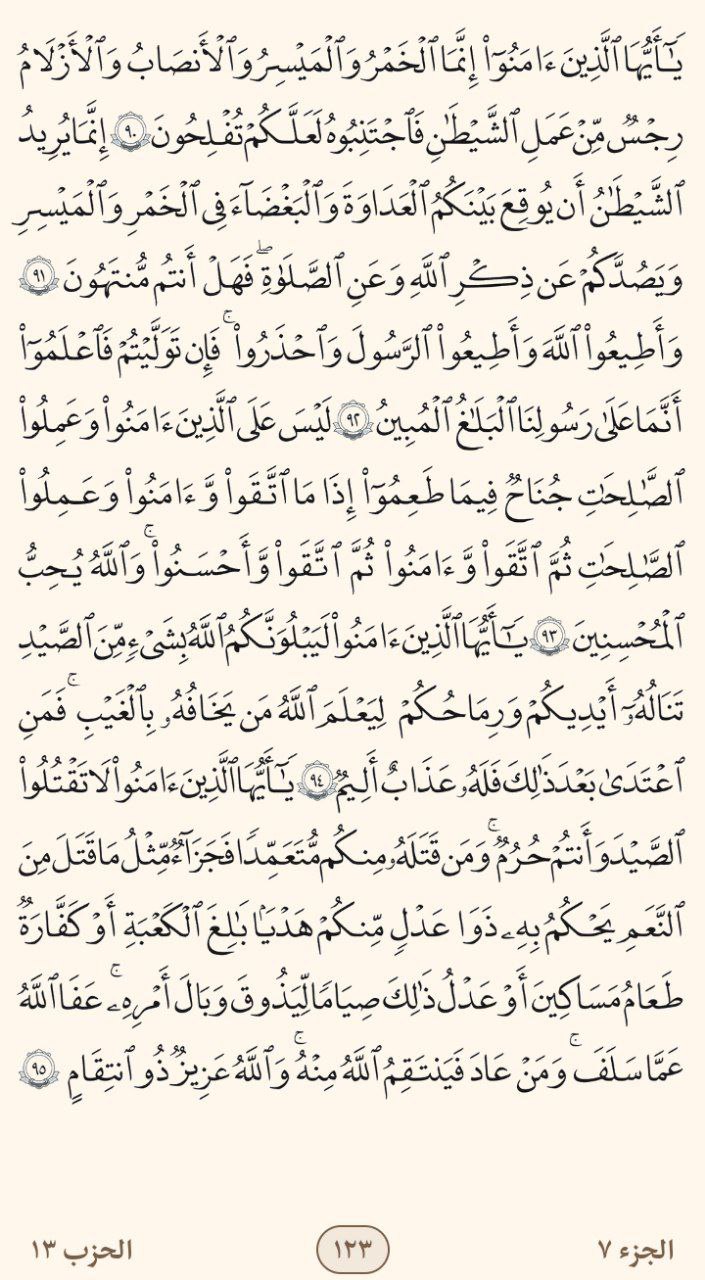 يَـٰٓأَيُّهَا ٱلَّذِينَ ءَامَنُوٓا۟ إِنَّمَا ٱلْخَمْرُ وَٱلْمَيْسِرُ وَٱلْأَنصَابُ وَٱلْأَزْلَـٰمُ
رِجْسٌ مِّنْ عَمَلِ ٱلشَّيْطَـٰنِ فَٱجْتَنِبُوهُ لَعَلَّكُمْ تُفْلِحُونَ ٩٠ إِنَّمَا يُرِيدُ
ٱلشَّيْطَـٰنُ أَن يُوقِعَ بَيْنَكُمُ ٱلْعَدَاوَةَ وَٱلْبَغْضَآءَ فِى ٱلْخَمْرِ وَٱلْمَيْسِرِ
وَيَصُدَّكُمْ عَن ذِكْرِ ٱللَّهِ وَعَنِ ٱلصَّلَوٰةِ ۖ فَهَلْ أَنتُم مُّنتَهُونَ ٩١
وَأَطِيعُوا۟ ٱللَّهَ وَأَطِيعُوا۟ ٱلرَّسُولَ وَٱحْذَرُوا۟ ۚ فَإِن تَوَلَّيْتُمْ فَٱعْلَمُوٓا۟
أَنَّمَا عَلَىٰ رَسُولِنَا ٱلْبَلَـٰغُ ٱلْمُبِينُ ٩٢ لَيْسَ عَلَى ٱلَّذِينَ ءَامَنُوا۟ وَعَمِلُوا۟
ٱلصَّـٰلِحَـٰتِ جُنَاحٌ فِيمَا طَعِمُوٓا۟ إِذَا مَا ٱتَّقَوا۟ وَّءَامَنُوا۟ وَعَمِلُوا۟
ٱلصَّـٰلِحَـٰتِ ثُمَّ ٱتَّقَوا۟ وَّءَامَنُوا۟ ثُمَّ ٱتَّقَوا۟ وَّأَحْسَنُوا۟ ۚ وَٱللَّهُ يُحِبُّ
ٱلْمُحْسِنِينَ ٩٣ يَـٰٓأَيُّهَا ٱلَّذِينَ ءَامَنُوا۟ لَيَبْلُوَنَّكُمُ ٱللَّهُ بِشَىْءٍ مِّنَ ٱلصَّيْدِ
تَنَالُهُۥٓ أَيْدِيكُمْ وَرِمَاحُكُمْ لِيَعْلَمَ ٱللَّهُ مَن يَخَافُهُۥ بِٱلْغَيْبِ ۚ فَمَنِ
ٱعْتَدَىٰ بَعْدَ ذَٰلِكَ فَلَهُۥ عَذَابٌ أَلِيمٌ ٩٤ يَـٰٓأَيُّهَا ٱلَّذِينَ ءَامَنُوا۟ لَا تَقْتُلُوا۟
ٱلصَّيْدَ وَأَنتُمْ حُرُمٌ ۚ وَمَن قَتَلَهُۥ مِنكُم مُّتَعَمِّدًا فَجَزَآءٌ مِّثْلُ مَا قَتَلَ مِنَ
ٱلنَّعَمِ يَحْكُمُ بِهِۦ ذَوَا عَدْلٍ مِّنكُمْ هَدْيًۢا بَـٰلِغَ ٱلْكَعْبَةِ أَوْ كَفَّـٰرَةٌ
طَعَامُ مَسَـٰكِينَ أَوْ عَدْلُ ذَٰلِكَ صِيَامًا لِّيَذُوقَ وَبَالَ أَمْرِهِۦ ۗ عَفَا ٱللَّهُ
عَمَّا سَلَفَ ۚ وَمَنْ عَادَ فَيَنتَقِمُ ٱللَّهُ مِنْهُ ۗ وَٱللَّهُ عَزِيزٌ ذُو ٱنتِقَامٍ ٩٥
الجزء ٧ ١٢٣ الحزب ١٣